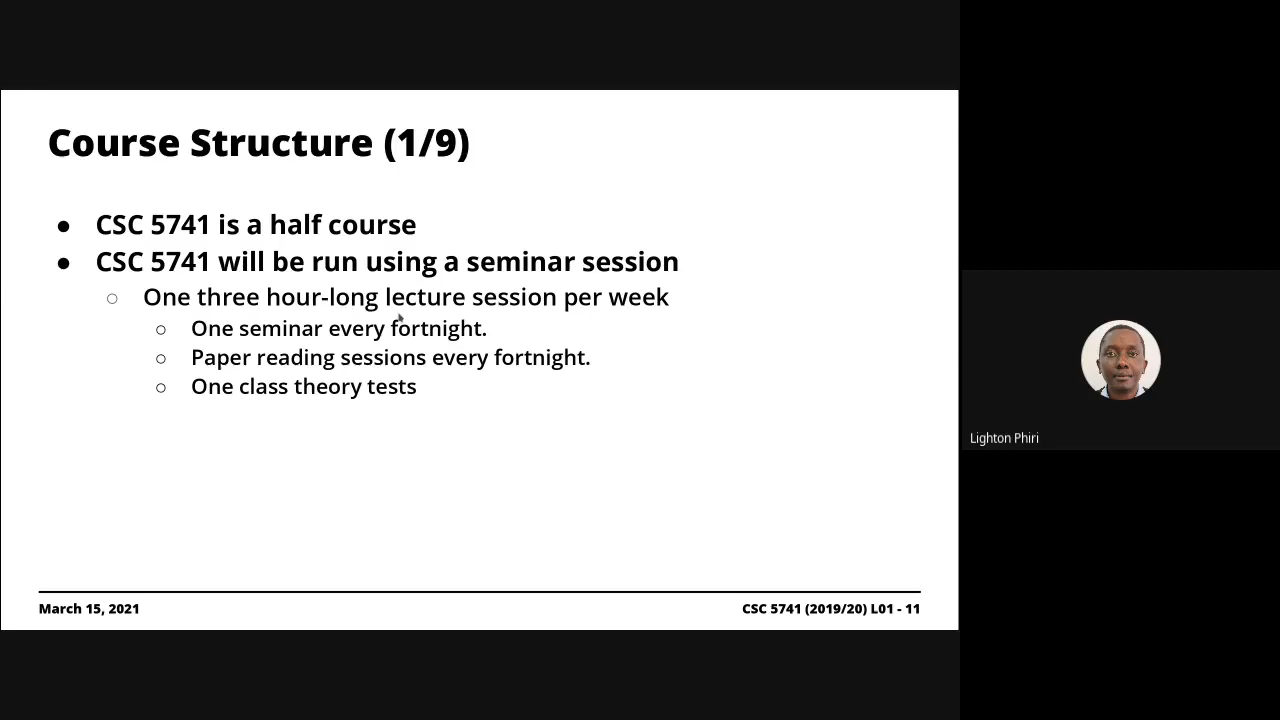 Course Structure (1/9)
● CSC 5741 is a half course
● CSC 5741 will be run using a seminar session
○ One three hour-long lecture session per week
○ One seminar every fortnight.
○ Paper reading sessions every fortnight.
○ One class theory tests
Lighton Phiri
March 15, 2021
CSC 5741 (2019/20) L01 - 11